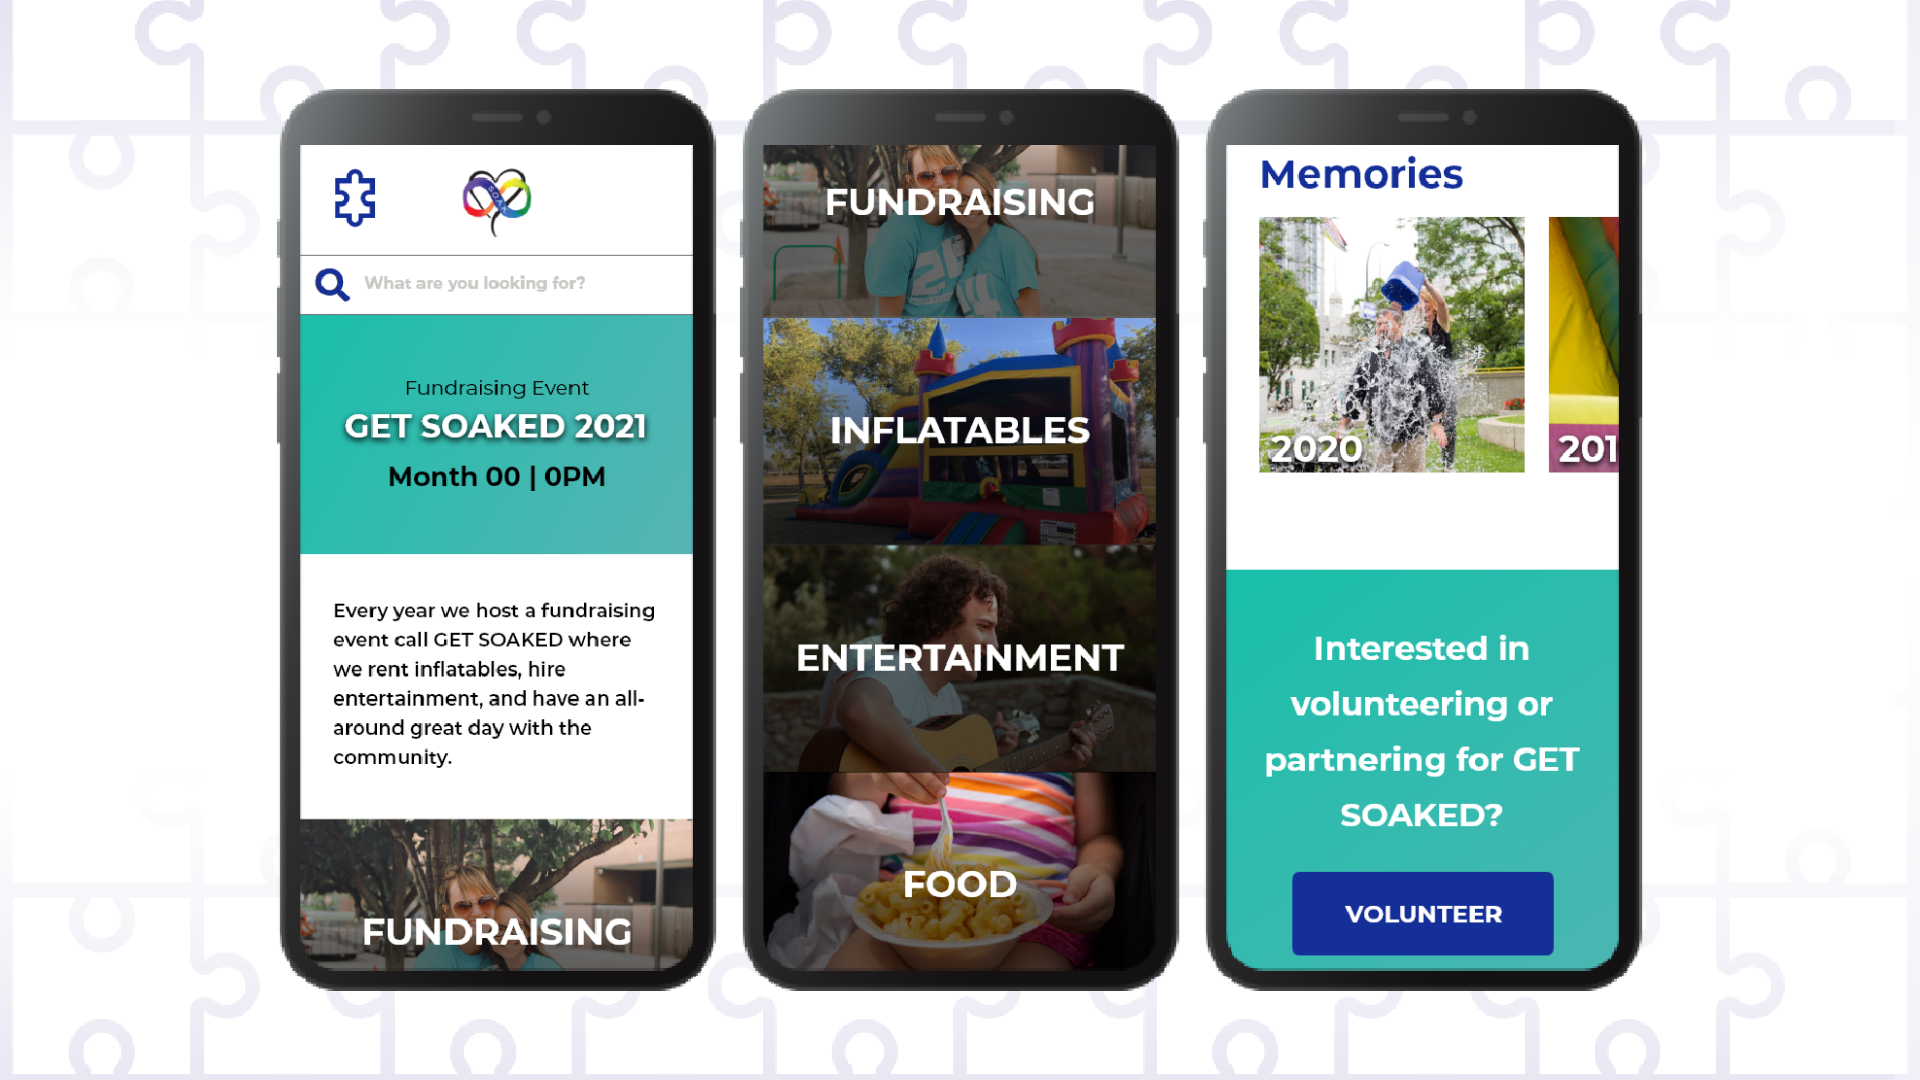 SOAK
What are you looking for?
Fundraising Event
GET SOAKED 2021
Month 00 | 0PM
Every year we host a fundraising
event call GET SOAKED where
we rent inflatables, hire
entertainment, and have an all-
around great day with the
community.
FUNDRAISING
FUNDRAISING
INFLATABLES
ENTERTAINMENT
FOOD
Memories
2020
201
Interested in
volunteering or
partnering for GET
SOAKED?
VOLUNTEER